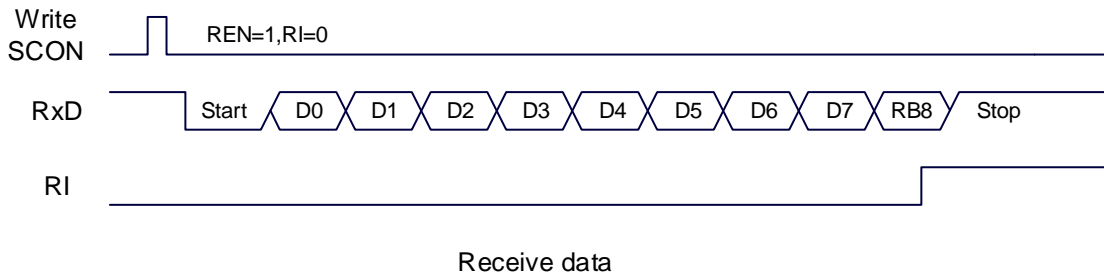 Write
SCON
REN=1,RI=0
RxD
Start D0 D1 D2 D3 D4 D5 D6 D7 RB8 Stop
RI
Receive data